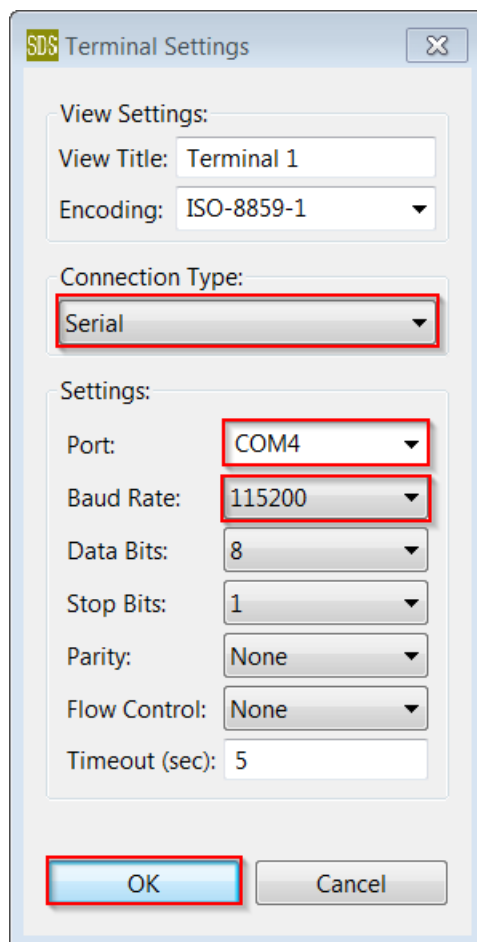 SDS Terminal Settings
View Settings:
View Title: Terminal 1
Encoding: ISO-8859-1
Connection Type:
Serial
Settings:
Port: COM4
Baud Rate: 115200
Data Bits: 8
Stop Bits: 1
Parity: None
Flow Control: None
Timeout (sec): 5
OK Cancel